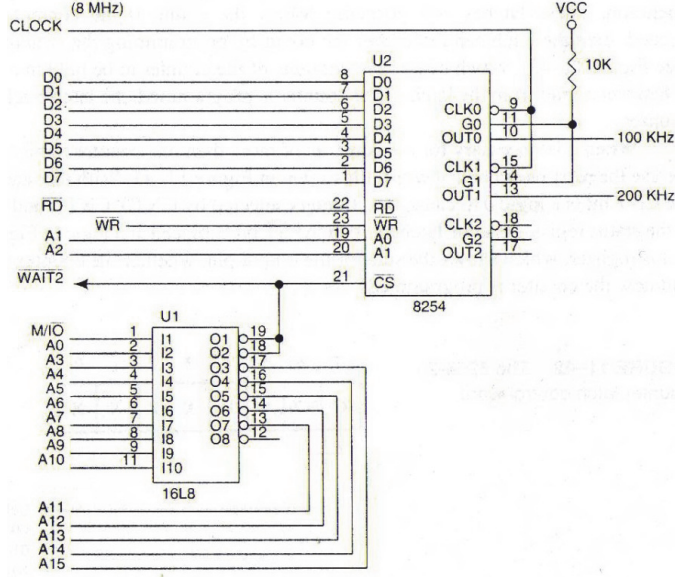 (8 MHz)
CLOCK
VCC
10K
U2
D0 8 D0
D1 7 D1
D2 6 D2
D3 5 D3
D4 4 D4
D5 3 D5
D6 2 D6
D7 1 D7
RD 22 RD
WR 23 WR
A1 19 A0
A2 20 A1
WAIT2 21 CS
CLK0 9
G0 11
OUT0 10 100 KHz
CLK1 15
G1 14
OUT1 13 200 KHz
CLK2 18
G2 16
OUT2 17
8254
U1
M/IO 1 I1 O1 19
A0 2 I2 O2 18
A3 3 I3 O3 17
A4 4 I4 O4 16
A5 5 I5 O5 15
A6 6 I6 O6 14
A7 7 I7 O7 13
A8 8 I8 O8 12
A9 9 I9
A10 11 I10
16L8
A11
A12
A13
A14
A15